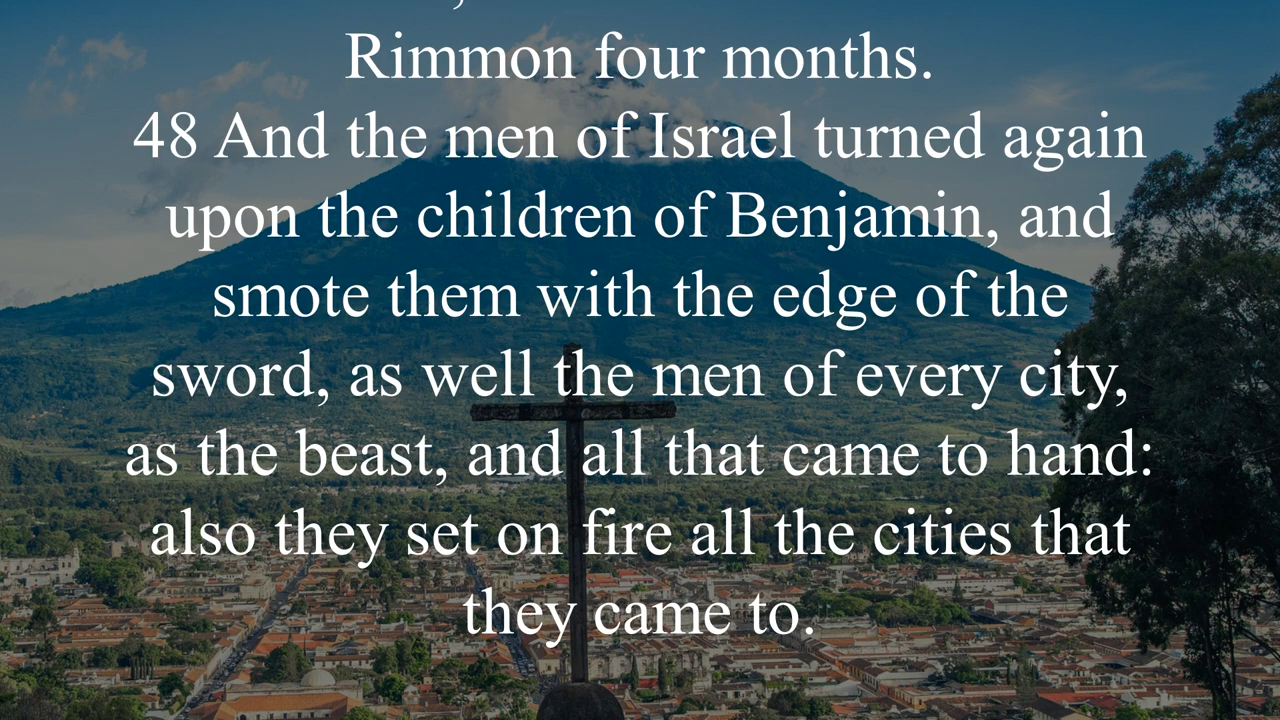 Rimmon four months.
48 And the men of Israel turned again
upon the children of Benjamin, and
smote them with the edge of the
sword, as well the men of every city,
as the beast, and all that came to hand:
also they set on fire all the cities that
they came to.